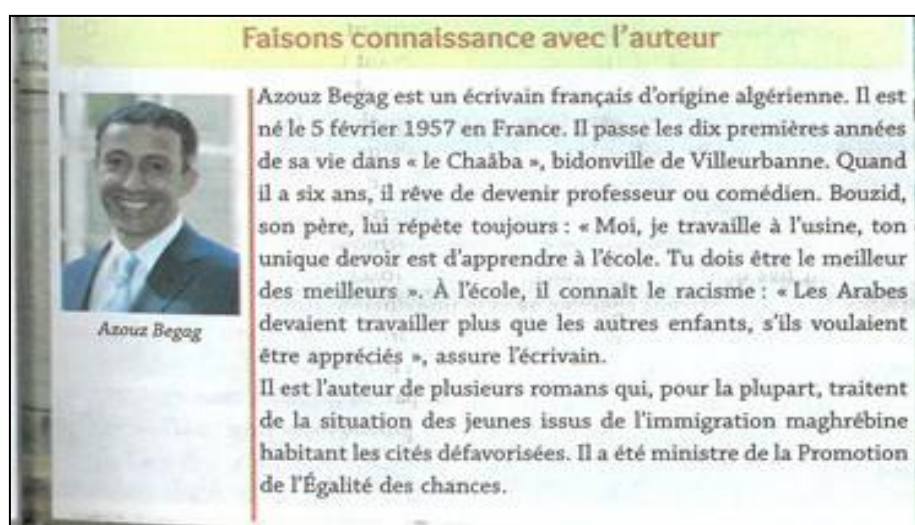 Faisons connaissance avec l'auteur
Azouz Begag est un écrivain français d'origine algérienne. Il est
né le 5 février 1957 en France. Il passe les dix premières années
de sa vie dans « le Chaâba », bidonville de Villeurbanne. Quand
il a six ans, il rêve de devenir professeur ou comédien. Bouzid,
son père, lui répète toujours : « Moi, je travaille à l'usine, ton
unique devoir est d'apprendre à l'école. Tu dois être le meilleur
des meilleurs ». À l'école, il connaît le racisme : « Les Arabes
devaient travailler plus que les autres enfants, s'ils voulaient
être appréciés », assure l'écrivain.
Il est l'auteur de plusieurs romans qui, pour la plupart, traitent
de la situation des jeunes issus de l'immigration maghrébine
habitant les cités défavorisées. Il a été ministre de la Promotion
de l'Égalité des chances.
Azouz Begag